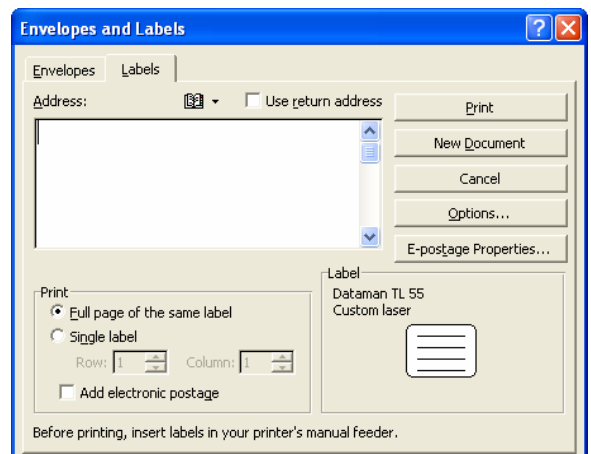 Envelopes and Labels
Envelopes Labels
Address: Use return address
Print
New Document
Cancel
Options...
E-postage Properties...
Print
Full page of the same label
Single label
Row: 1 Column: 1
Add electronic postage
Label
Dataman TL 55
Custom laser
Before printing, insert labels in your printer's manual feeder.